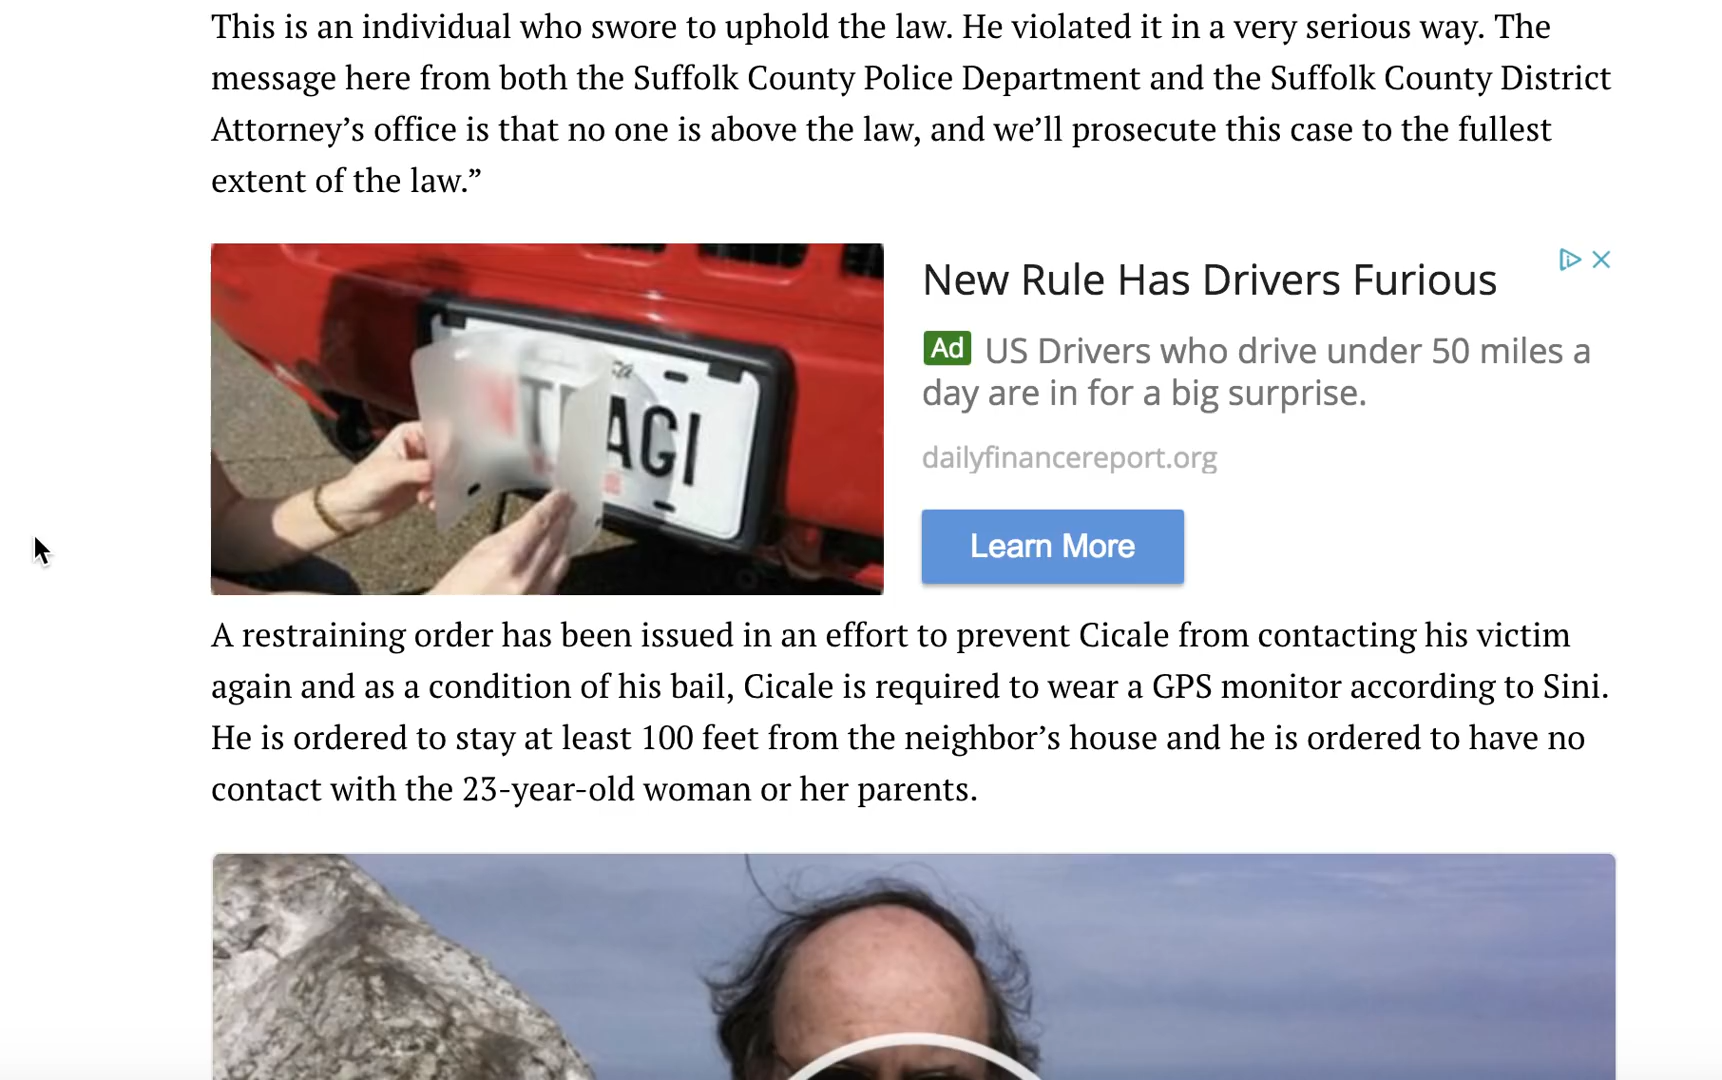 This is an individual who swore to uphold the law. He violated it in a very serious way. The
message here from both the Suffolk County Police Department and the Suffolk County District
Attorney’s office is that no one is above the law, and we’ll prosecute this case to the fullest
extent of the law.”
AGI
New Rule Has Drivers Furious
Ad US Drivers who drive under 50 miles a
day are in for a big surprise.
dailyfinancereport.org
Learn More
A restraining order has been issued in an effort to prevent Cicale from contacting his victim
again and as a condition of his bail, Cicale is required to wear a GPS monitor according to Sini.
He is ordered to stay at least 100 feet from the neighbor’s house and he is ordered to have no
contact with the 23-year-old woman or her parents.